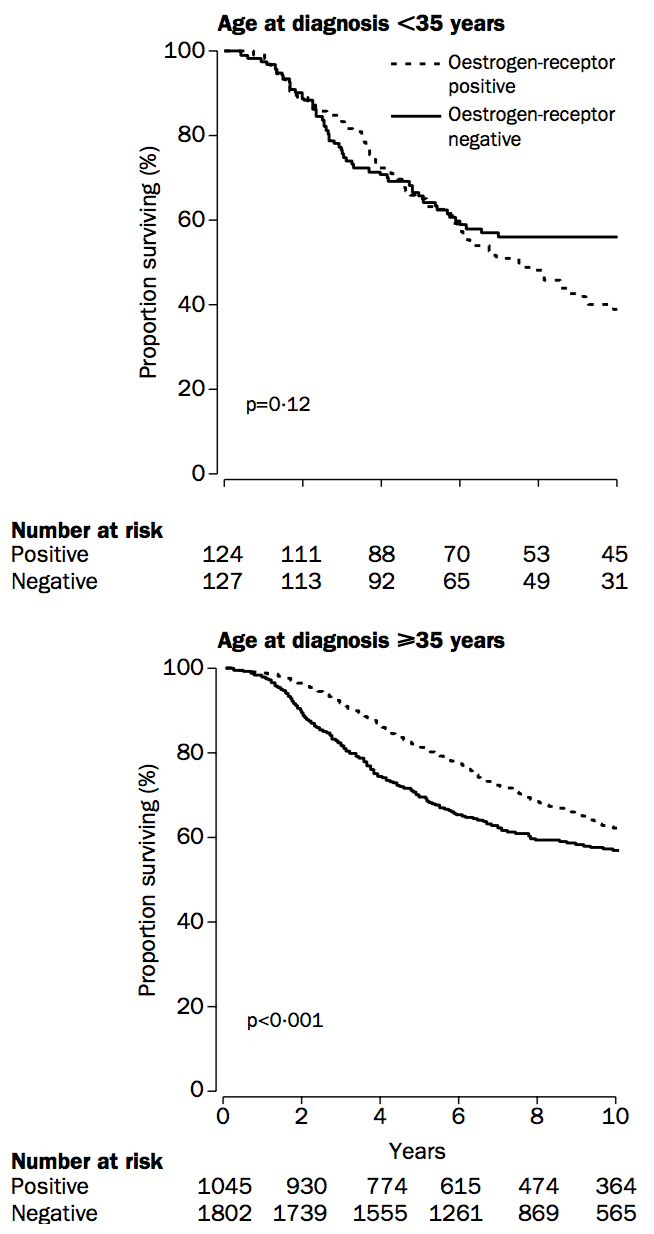 Age at diagnosis <35 years
100
80
60
40
20
0
Proportion surviving (%)
Oestrogen-receptor
positive
Oestrogen-receptor
negative
p=0·12
Number at risk
Positive 124 111 88 70 53 45
Negative 127 113 92 65 49 31
Age at diagnosis ⩾35 years
100
80
60
40
20
0
Proportion surviving (%)
p<0·001
0 2 4 6 8 10
Years
Number at risk
Positive 1045 930 774 615 474 364
Negative 1802 1739 1555 1261 869 565